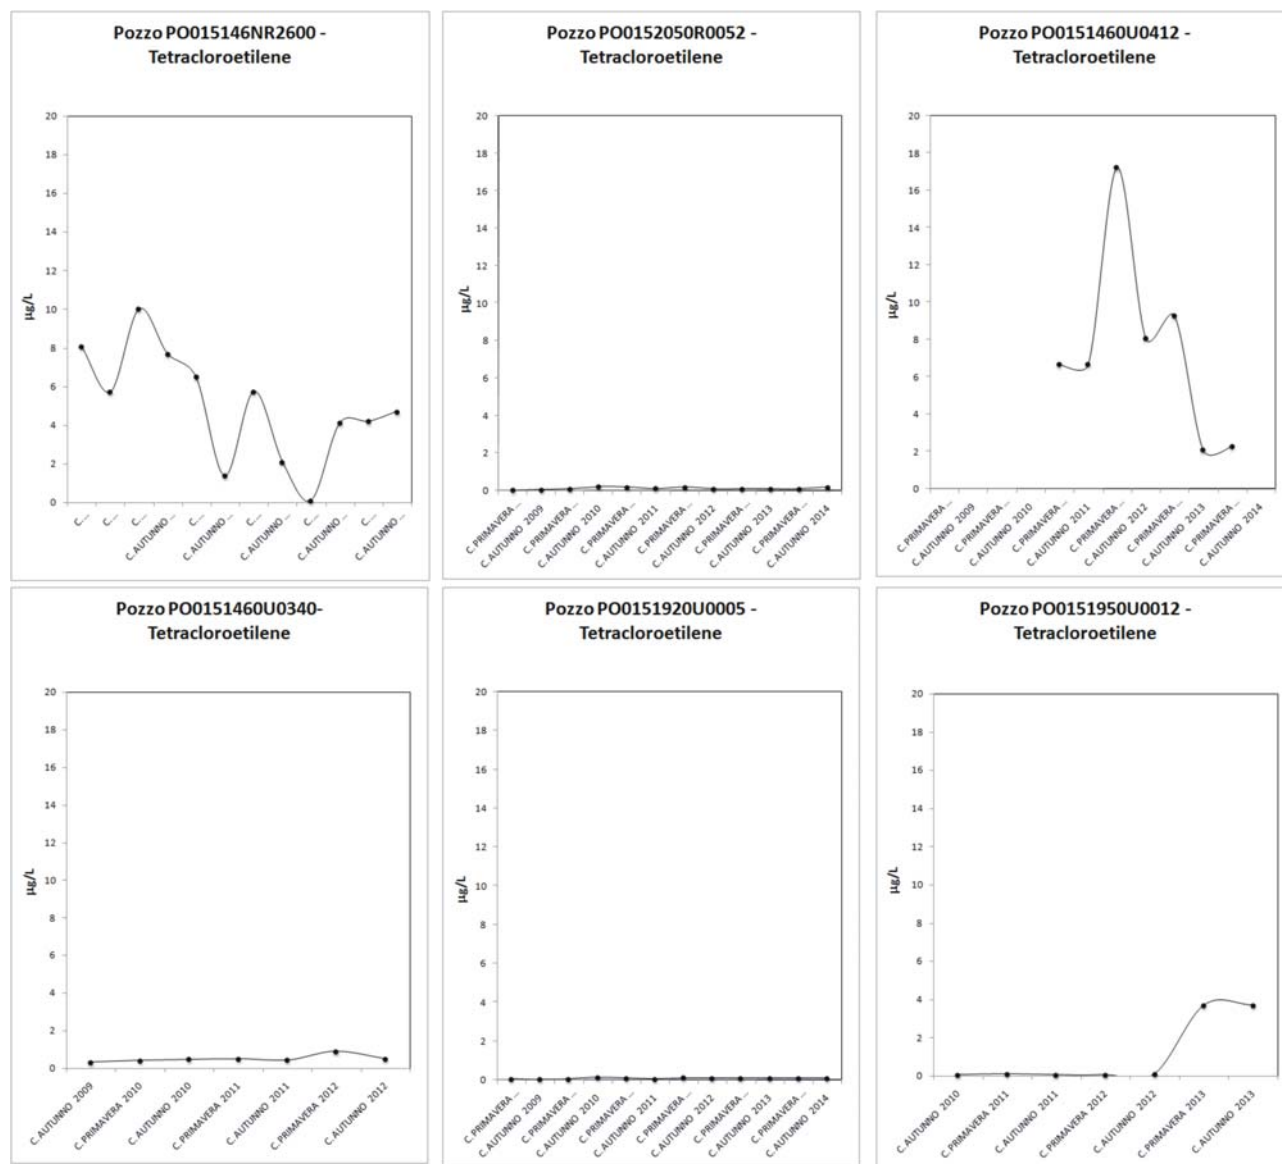 Pozzo PO015146NR2600 -
Tetracloroetilene
20
18
16
14
12
10
8
6
4
2
0
µg/L
C....
C....
C....
C. AUTUNNO ...
C....
C. AUTUNNO ...
C....
C. AUTUNNO ...
C....
C. AUTUNNO ...
C....
C. AUTUNNO ...
Pozzo PO0152050R0052 -
Tetracloroetilene
20
18
16
14
12
10
8
6
4
2
0
µg/L
C. PRIMAVERA ...
C. AUTUNNO 2009
C. PRIMAVERA ...
C. AUTUNNO 2010
C. PRIMAVERA ...
C. AUTUNNO 2011
C. PRIMAVERA ...
C. AUTUNNO 2012
C. PRIMAVERA ...
C. AUTUNNO 2013
C. PRIMAVERA ...
C. AUTUNNO 2014
Pozzo PO0151460U0412 -
Tetracloroetilene
20
18
16
14
12
10
8
6
4
2
0
µg/L
C. PRIMAVERA ...
C. AUTUNNO 2009
C. PRIMAVERA ...
C. AUTUNNO 2010
C. PRIMAVERA ...
C. AUTUNNO 2011
C. PRIMAVERA ...
C. AUTUNNO 2012
C. PRIMAVERA ...
C. AUTUNNO 2013
C. PRIMAVERA ...
C. AUTUNNO 2014
Pozzo PO0151460U0340-
Tetracloroetilene
20
18
16
14
12
10
8
6
4
2
0
µg/L
C. AUTUNNO 2009
C. PRIMAVERA 2010
C. AUTUNNO 2010
C. PRIMAVERA 2011
C. AUTUNNO 2011
C. PRIMAVERA 2012
C. AUTUNNO 2012
Pozzo PO0151920U0005 -
Tetracloroetilene
20
18
16
14
12
10
8
6
4
2
0
µg/L
C. PRIMAVERA ...
C. AUTUNNO 2009
C. PRIMAVERA ...
C. AUTUNNO 2010
C. PRIMAVERA ...
C. AUTUNNO 2011
C. PRIMAVERA ...
C. AUTUNNO 2012
C. PRIMAVERA ...
C. AUTUNNO 2013
C. PRIMAVERA ...
C. AUTUNNO 2014
Pozzo PO0151950U0012 -
Tetracloroetilene
20
18
16
14
12
10
8
6
4
2
0
µg/L
C. AUTUNNO 2010
C. PRIMAVERA 2011
C. AUTUNNO 2011
C. PRIMAVERA 2012
C. AUTUNNO 2012
C. PRIMAVERA 2013
C. AUTUNNO 2013